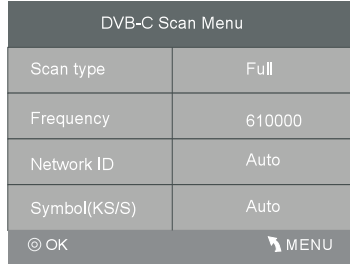 DVB-C Scan Menu
Scan type Full
Frequency 610000
Network ID Auto
Symbol(KS/S) Auto
OK MENU